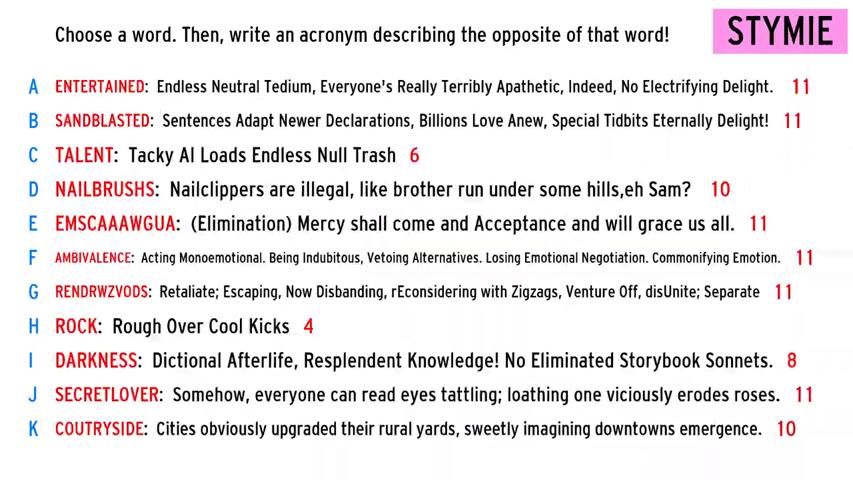 Choose a word. Then, write an acronym describing the opposite of that word!
STYMIE
A ENTERTAINED: Endless Neutral Tedium, Everyone's Really Terribly Apathetic, Indeed, No Electrifying Delight. 11
B SANDBLASTED: Sentences Adapt Newer Declarations, Billions Love Anew, Special Tidbits Eternally Delight! 11
C TALENT: Tacky AI Loads Endless Null Trash 6
D NAILBRUSHS: Nailclippers are illegal, like brother run under some hills,eh Sam? 10
E EMSCAAAWGUA: (Elimination) Mercy shall come and Acceptance and will grace us all. 11
F AMBIVALENCE: Acting Monoemotional. Being Indubitous, Vetoing Alternatives. Losing Emotional Negotiation. Commonifying Emotion. 11
G RENDRWZVODS: Retaliate; Escaping, Now Disbanding, rEconsidering with Zigzags, Venture Off, disUnite; Separate 11
H ROCK: Rough Over Cool Kicks 4
I DARKNESS: Dictional Afterlife, Resplendent Knowledge! No Eliminated Storybook Sonnets. 8
J SECRETLOVER: Somehow, everyone can read eyes tattling; loathing one viciously erodes roses. 11
K COUTRYSIDE: Cities obviously upgraded their rural yards, sweetly imagining downtowns emergence. 10